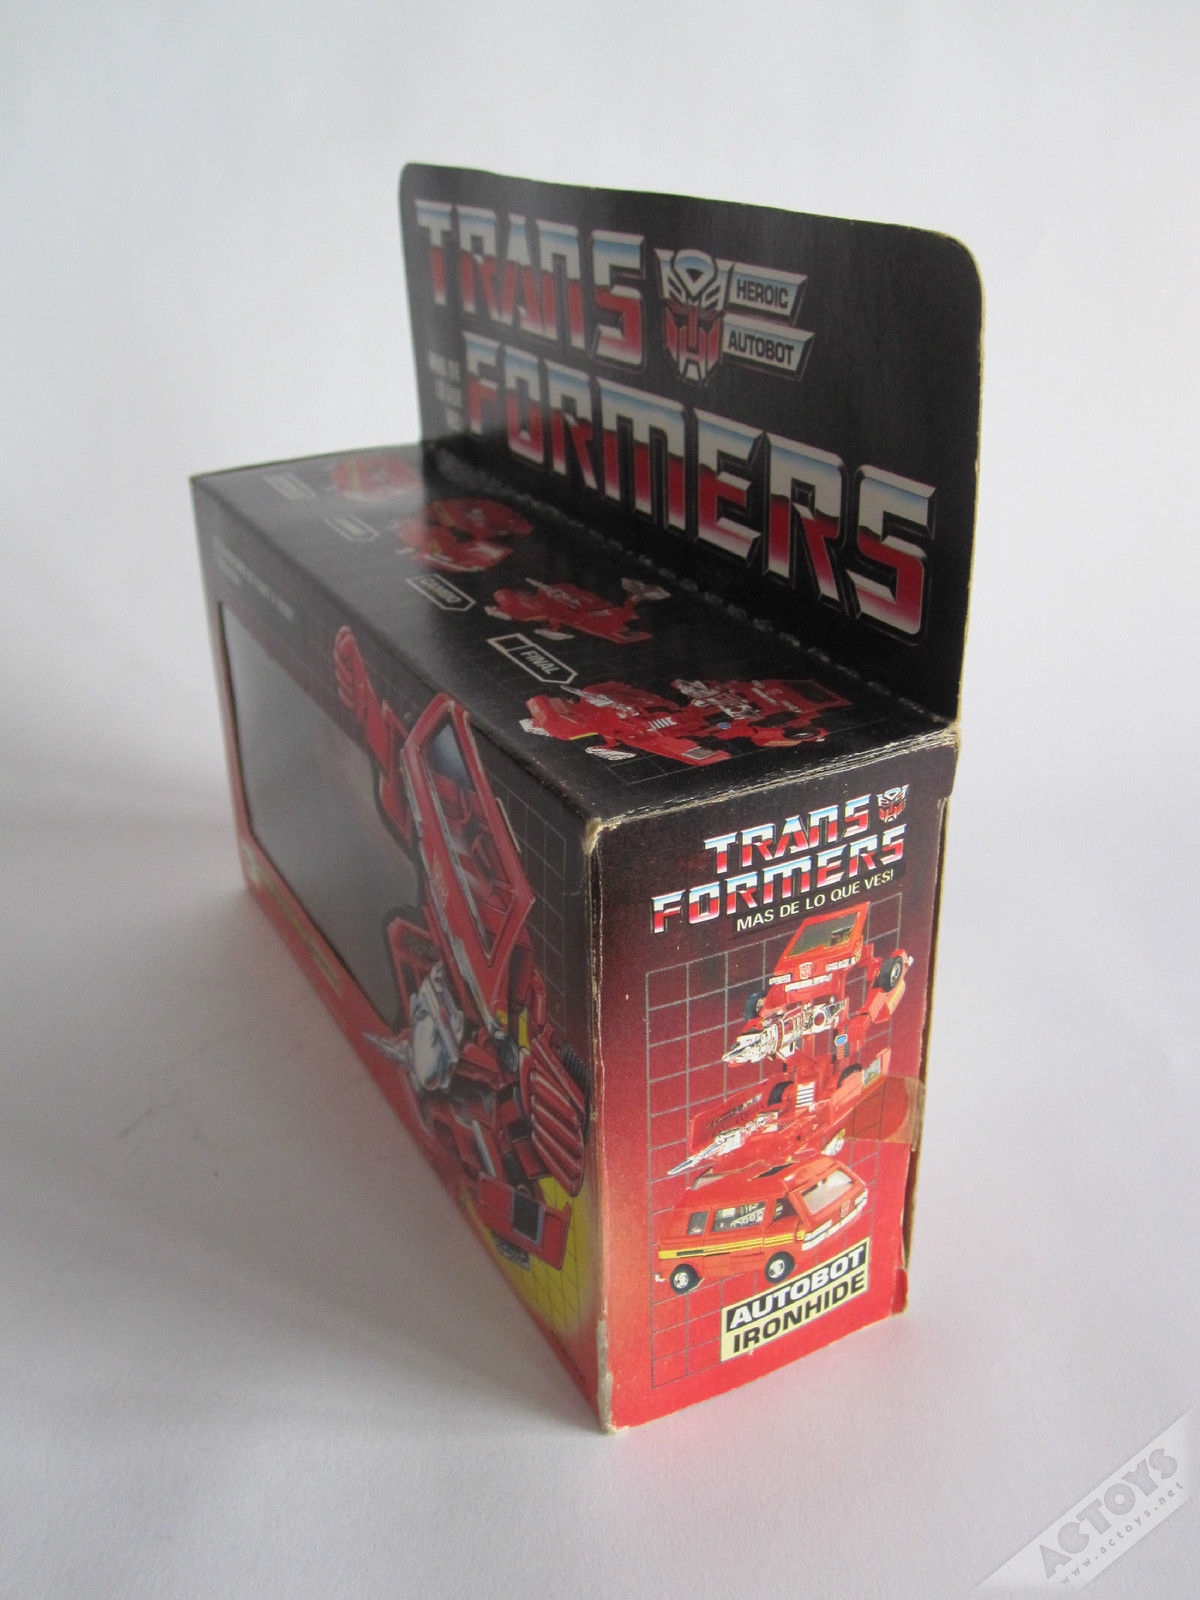 TRANS
FORMERS
HEROIC
AUTOBOT
CAMBIO
FINAL
TRANS
FORMERS
MAS DE LO QUE VES!
AUTOBOT
IRONHIDE
ACTOYS
www.actoys.net